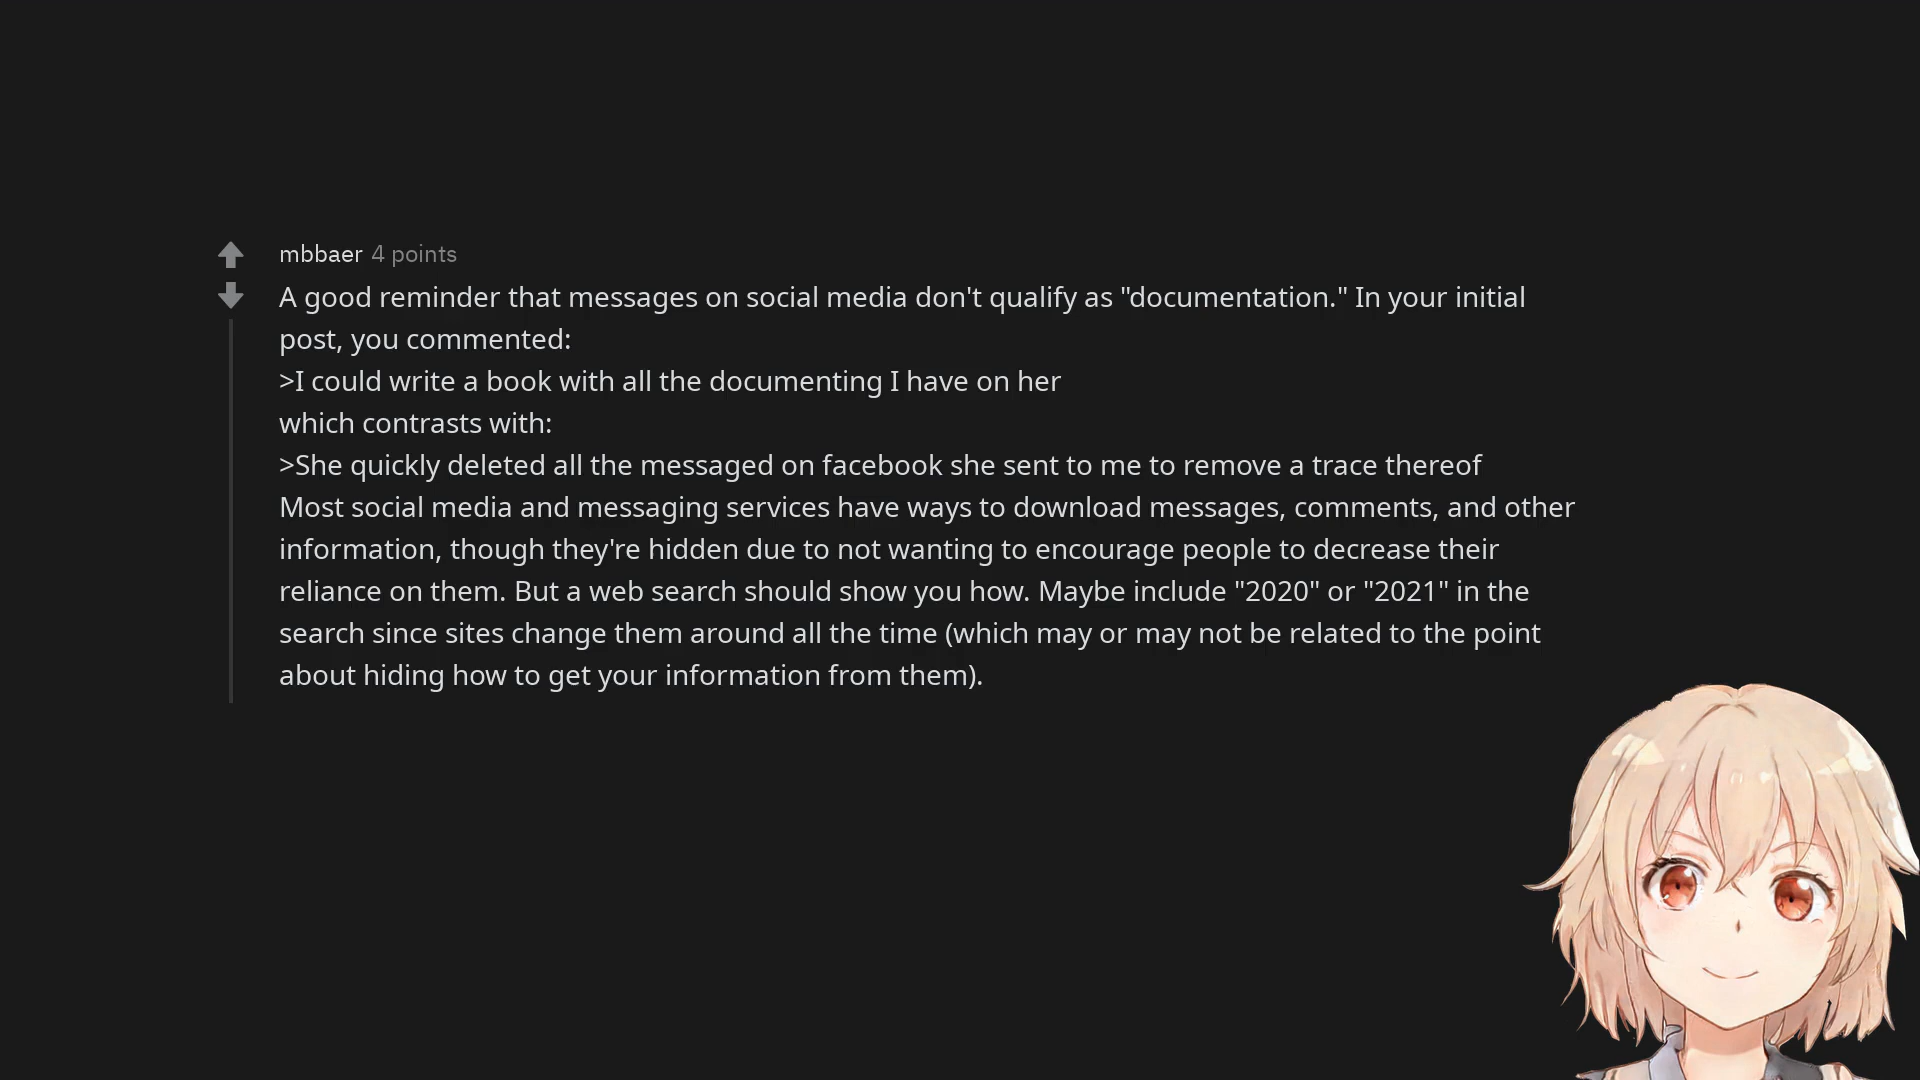 mbbaer 4 points
A good reminder that messages on social media don't qualify as "documentation." In your initial
post, you commented:
>I could write a book with all the documenting I have on her
which contrasts with:
>She quickly deleted all the messaged on facebook she sent to me to remove a trace thereof
Most social media and messaging services have ways to download messages, comments, and other
information, though they're hidden due to not wanting to encourage people to decrease their
reliance on them. But a web search should show you how. Maybe include "2020" or "2021" in the
search since sites change them around all the time (which may or may not be related to the point
about hiding how to get your information from them).